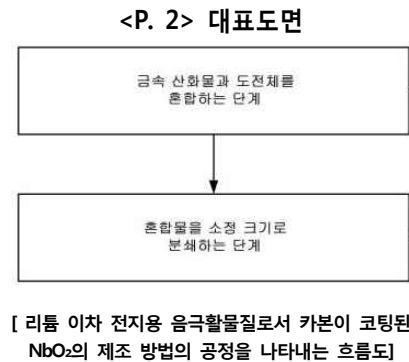 <P. 2> 대표도면
금속 산화물과 도전체를
혼합하는 단계
혼합물을 소정 크기로
분쇄하는 단계
[ 리튬 이차 전지용 음극활물질로서 카본이 코팅된
NbO₂의 제조 방법의 공정을 나타내는 흐름도]